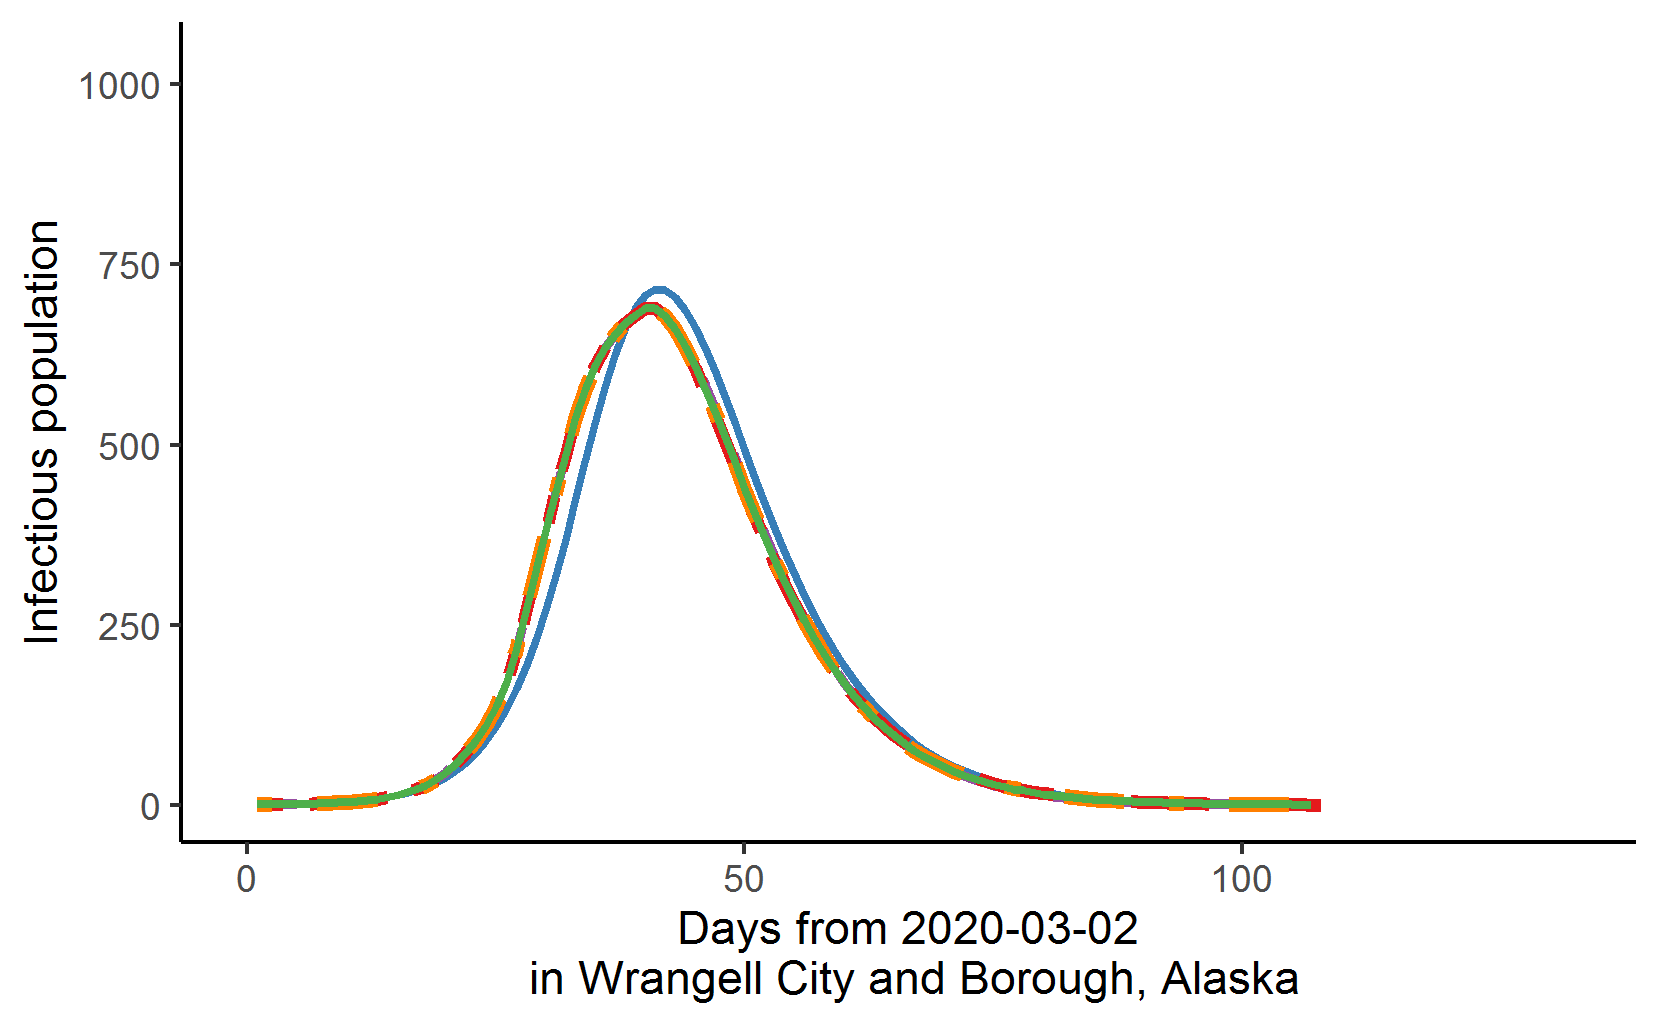 Infectious population
1000
750
500
250
0
0 50 100
Days from 2020-03-02
in Wrangell City and Borough, Alaska